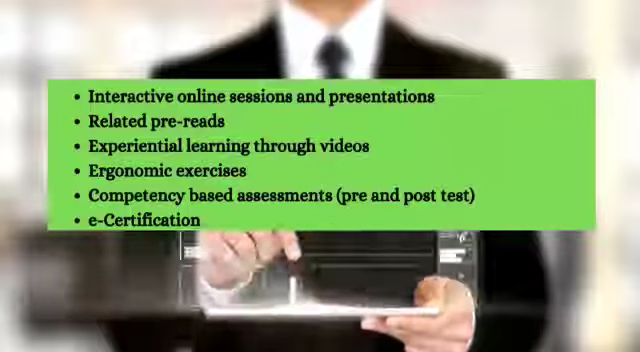 • Interactive online sessions and presentations
• Related pre-reads
• Experiential learning through videos
• Ergonomic exercises
• Competency based assessments (pre and post test)
• e-Certification